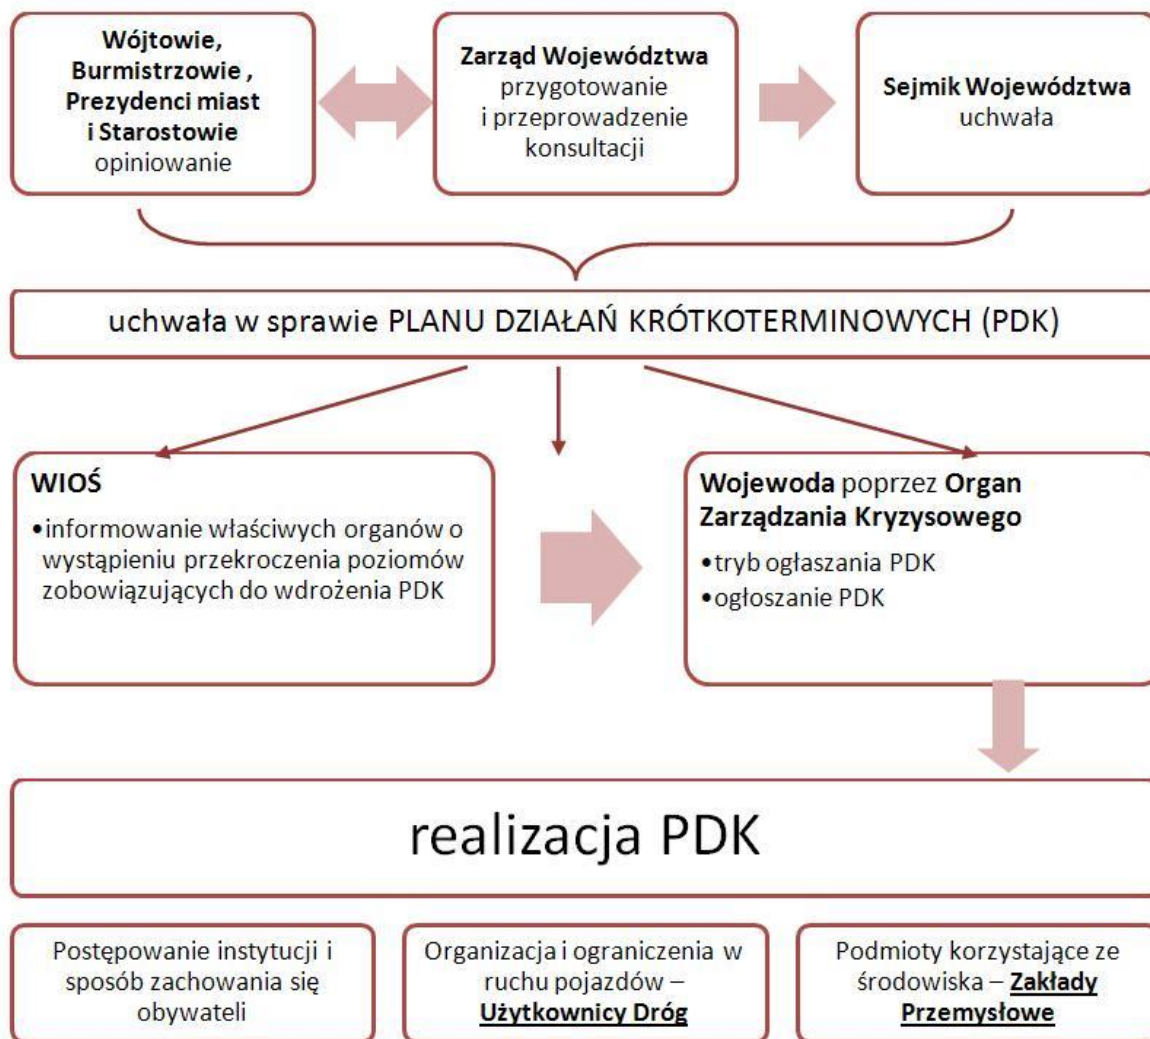 Wójtowie,
Burmistrzowie ,
Prezydenci miast
i Starostowie
opiniowanie
Zarząd Województwa
przygotowanie
i przeprowadzenie
konsultacji
Sejmik Województwa
uchwała
uchwała w sprawie PLANU DZIAŁAŃ KRÓTKOTERMINOWYCH (PDK)
WIOŚ
•informowanie właściwych organów o
wystąpieniu przekroczenia poziomów
zobowiązujących do wdrożenia PDK
Wojewoda poprzez Organ
Zarządzania Kryzysowego
•tryb ogłaszania PDK
•ogłoszanie PDK
realizacja PDK
Postępowanie instytucji i
sposób zachowania się
obywateli
Organizacja i ograniczenia w
ruchu pojazdów –
Użytkownicy Dróg
Podmioty korzystające ze
środowiska – Zakłady
Przemysłowe